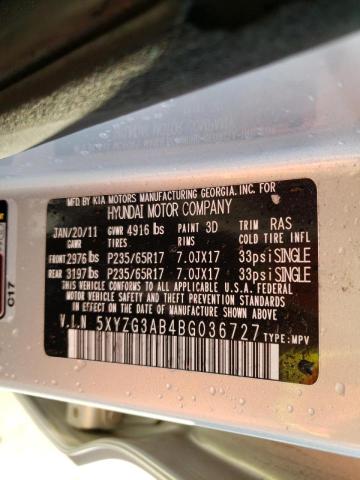 MFD. BY KIA MOTORS MANUFACTURING GEORGIA. INC. FOR
HYUNDAI MOTOR COMPANY
JAN/20/11 GVWR 4916 lbs PAINT 3D TRIM RAS
GAWR TIRES RIMS COLD TIRE INFL
FRONT 2976 lbs P235/65R17 7.0JX17 33psi SINGLE
REAR 3197 lbs P235/65R17 7.0JX17 33psi SINGLE
THIS VEHICLE CONFORMS TO ALL APPLICABLE U.S.A. FEDERAL
MOTOR VEHICLE SAFETY, BUMPER, AND THEFT PREVENTION
STANDARDS IN EFFECT ON THE DATE OF MANUFACTURE SHOWN ABOVE
V.I.N 5XYZG3AB4BG036727 TYPE:MPV
C17